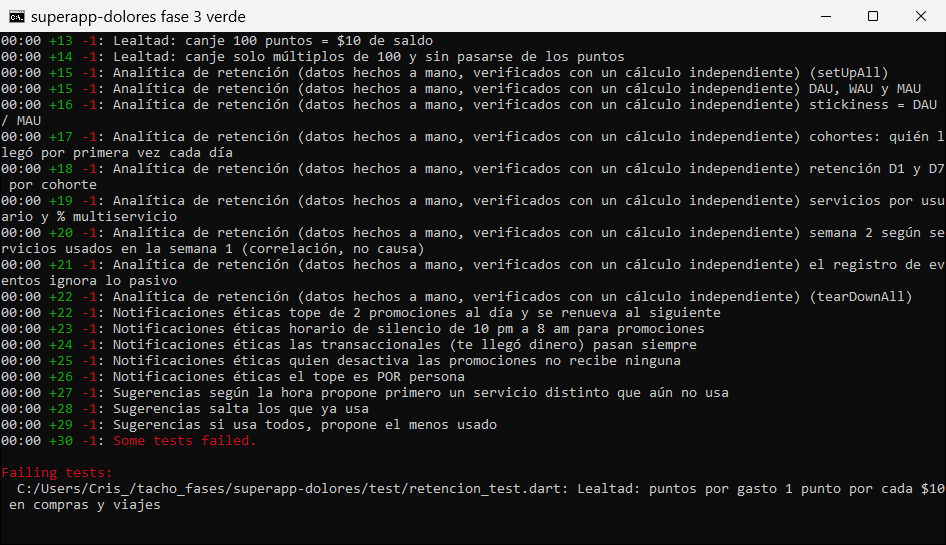 superapp-dolores fase 3 verde
00:00 +13 -1: Lealtad: canje 100 puntos = $10 de saldo
00:00 +14 -1: Lealtad: canje solo múltiplos de 100 y sin pasarse de los puntos
00:00 +15 -1: Analítica de retención (datos hechos a mano, verificados con un cálculo independiente) (setUpAll)
00:00 +15 -1: Analítica de retención (datos hechos a mano, verificados con un cálculo independiente) DAU, WAU y MAU
00:00 +16 -1: Analítica de retención (datos hechos a mano, verificados con un cálculo independiente) stickiness = DAU
/ MAU
00:00 +17 -1: Analítica de retención (datos hechos a mano, verificados con un cálculo independiente) cohortes: quién l
legó por primera vez cada día
00:00 +18 -1: Analítica de retención (datos hechos a mano, verificados con un cálculo independiente) retención D1 y D7
por cohorte
00:00 +19 -1: Analítica de retención (datos hechos a mano, verificados con un cálculo independiente) servicios por usu
ario y % multiservicio
00:00 +20 -1: Analítica de retención (datos hechos a mano, verificados con un cálculo independiente) semana 2 según se
rvicios usados en la semana 1 (correlación, no causa)
00:00 +21 -1: Analítica de retención (datos hechos a mano, verificados con un cálculo independiente) el registro de ev
entos ignora lo pasivo
00:00 +22 -1: Analítica de retención (datos hechos a mano, verificados con un cálculo independiente) (tearDownAll)
00:00 +22 -1: Notificaciones éticas tope de 2 promociones al día y se renueva al siguiente
00:00 +23 -1: Notificaciones éticas horario de silencio de 10 pm a 8 am para promociones
00:00 +24 -1: Notificaciones éticas las transaccionales (te llegó dinero) pasan siempre
00:00 +25 -1: Notificaciones éticas quien desactiva las promociones no recibe ninguna
00:00 +26 -1: Notificaciones éticas el tope es POR persona
00:00 +27 -1: Sugerencias según la hora propone primero un servicio distinto que aún no usa
00:00 +28 -1: Sugerencias salta los que ya usa
00:00 +29 -1: Sugerencias si usa todos, propone el menos usado
00:00 +30 -1: Some tests failed.
Failing tests:
C:/Users/Cris_/tacho_fases/superapp-dolores/test/retencion_test.dart: Lealtad: puntos por gasto 1 punto por cada $10
en compras y viajes